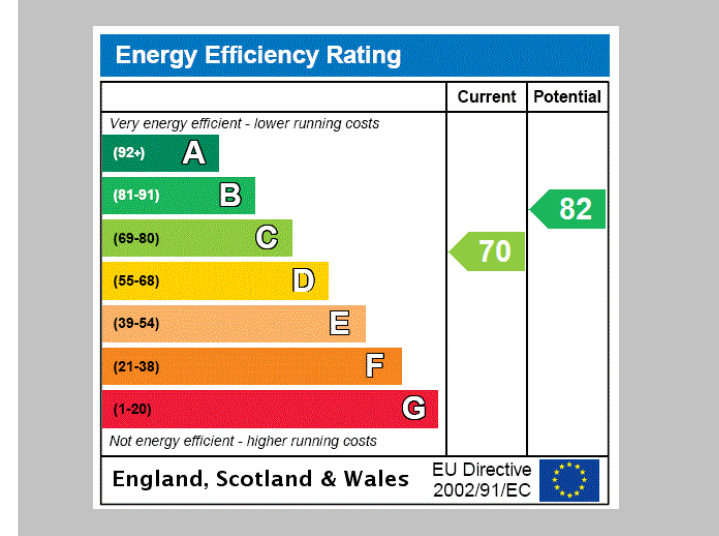 Energy Efficiency Rating
Current Potential
Very energy efficient - lower running costs
(92+) A
(81-91) B
82
(69-80) C
70
(55-68) D
(39-54) E
(21-38) F
(1-20) G
Not energy efficient - higher running costs
England, Scotland & Wales
EU Directive
2002/91/EC